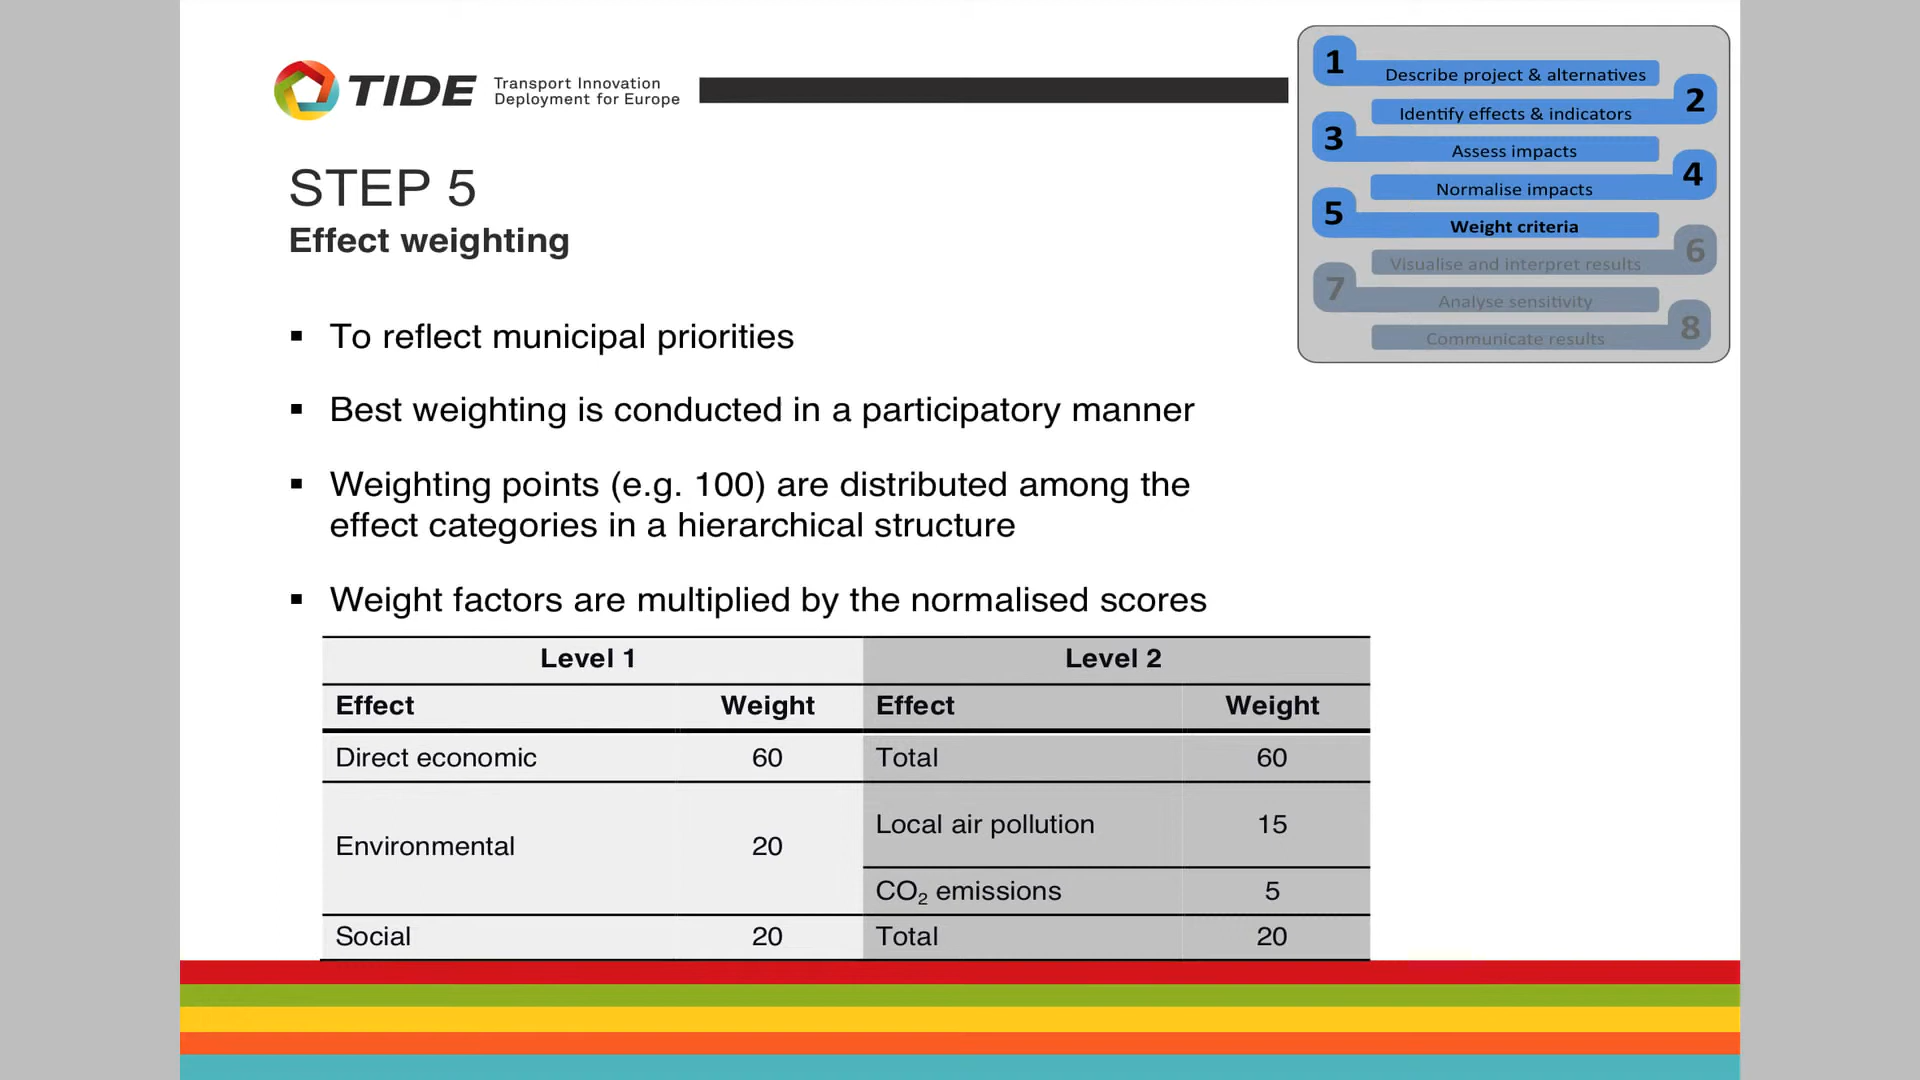 TIDE
Transport Innovation
Deployment for Europe
1
Describe project & alternatives
2
Identify effects & indicators
3
Assess impacts
4
Normalise impacts
5
Weight criteria
6
Visualise and interpret results
7
Analyse sensitivity
8
Communicate results
STEP 5
Effect weighting
▪ To reflect municipal priorities
▪ Best weighting is conducted in a participatory manner
▪ Weighting points (e.g. 100) are distributed among the
effect categories in a hierarchical structure
▪ Weight factors are multiplied by the normalised scores
Level 1 Level 2
Effect Weight Effect Weight
Direct economic 60 Total 60
Environmental 20 Local air pollution 15
CO₂ emissions 5
Social 20 Total 20